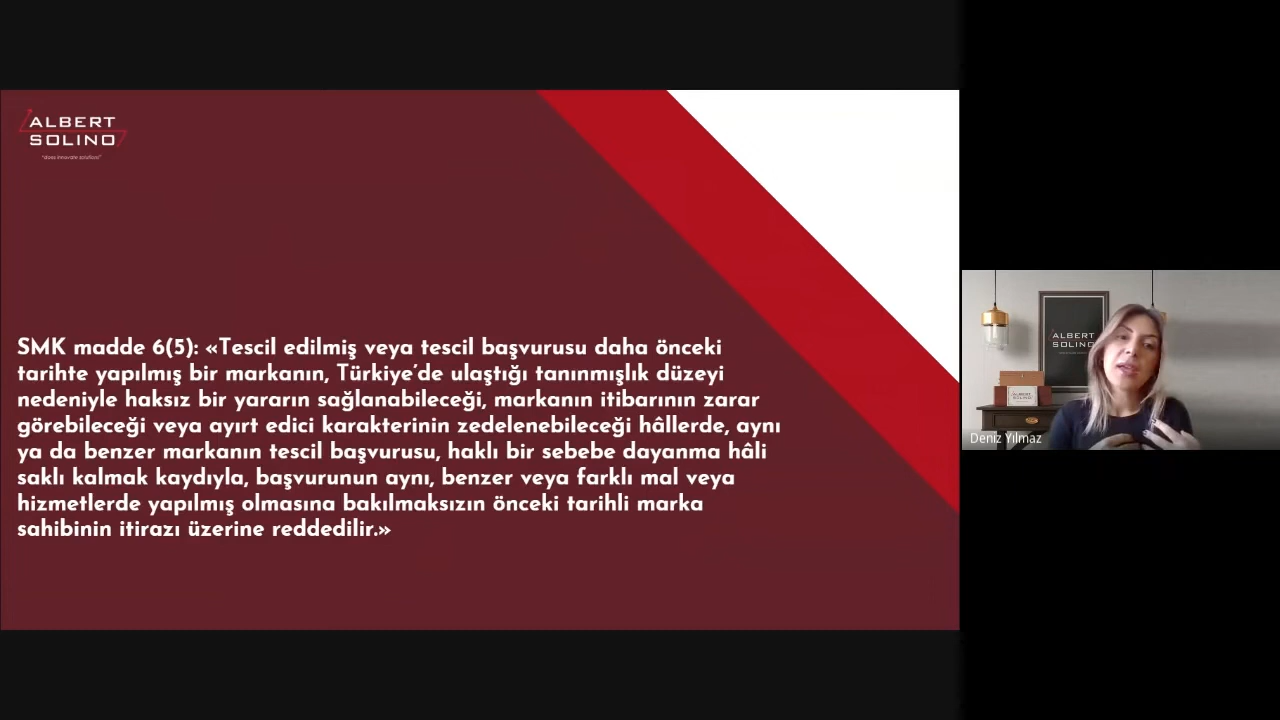 ALBERT
SOLINO
SMK madde 6(5): «Tescil edilmiş veya tescil başvurusu daha önceki
tarihte yapılmış bir markanın, Türkiye’de ulaştığı tanınmışlık düzeyi
nedeniyle haksız bir yararın sağlanabileceği, markanın itibarının zarar
görebileceği veya ayırt edici karakterinin zedelenebileceği hâllerde, aynı
ya da benzer markanın tescil başvurusu, haklı bir sebebe dayanma hâli
saklı kalmak kaydıyla, başvurunun aynı, benzer veya farklı mal veya
hizmetlerde yapılmış olmasına bakılmaksızın önceki tarihli marka
sahibinin itirazı üzerine reddedilir.»
ALBERT
SOLINO
Deniz Yılmaz